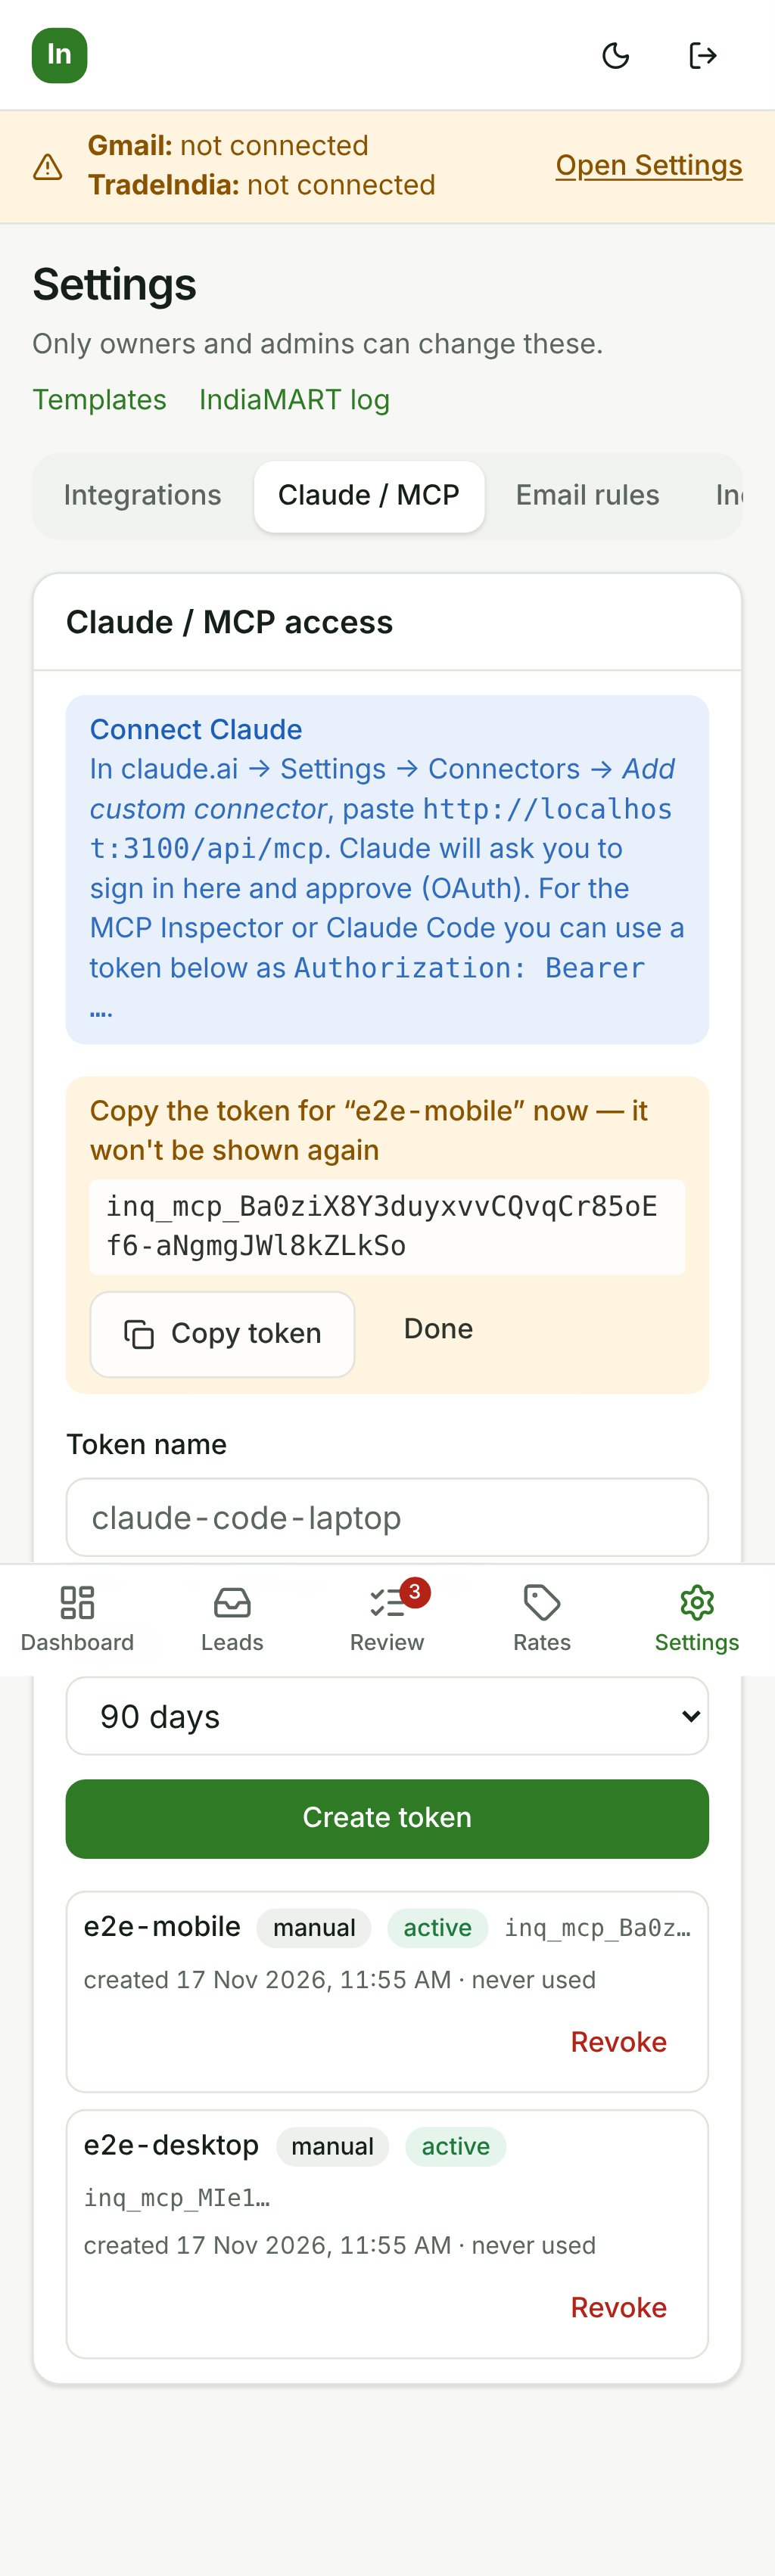 In
Gmail: not connected
TradeIndia: not connected
Open Settings
Settings
Only owners and admins can change these.
Templates IndiaMART log
Integrations Claude / MCP Email rules
Claude / MCP access
Connect Claude
In claude.ai → Settings → Connectors → Add
custom connector, paste http://localhos
t:3100/api/mcp. Claude will ask you to
sign in here and approve (OAuth). For the
MCP Inspector or Claude Code you can use a
token below as Authorization: Bearer
….
Copy the token for “e2e-mobile” now — it
won't be shown again
inq_mcp_Ba0ziX8Y3duyxvvCQvqCr85oE
f6-aNgmgJWl8kZLkSo
Copy token Done
Token name
claude-code-laptop
3
Dashboard Leads Review Rates Settings
90 days
Create token
e2e-mobile manual active inq_mcp_Ba0z…
created 17 Nov 2026, 11:55 AM · never used
Revoke
e2e-desktop manual active
inq_mcp_MIe1…
created 17 Nov 2026, 11:55 AM · never used
Revoke